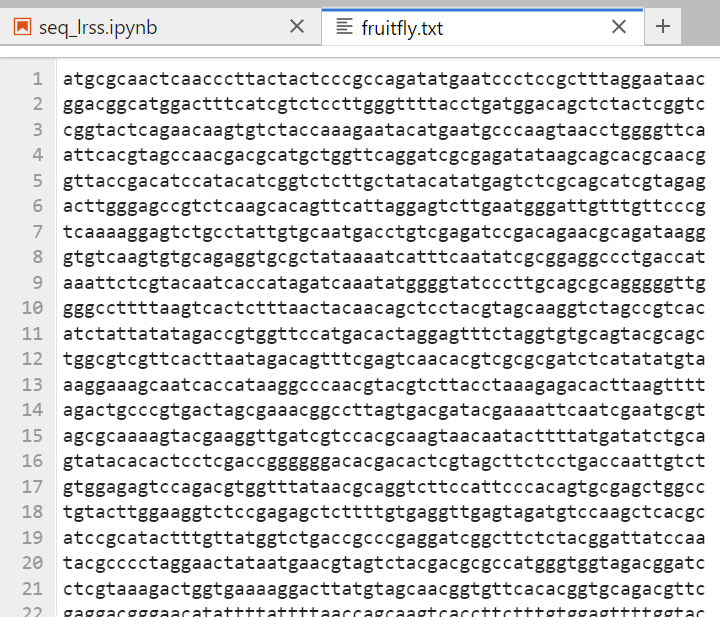 seq_lrss.ipynb
fruitfly.txt
1 atgcgcaactcaacccttactactcccgccagatatgaatccctccgctttaggaataac
2 ggacggcatggactttcatcgtctccttgggttttacctgatggacagctctactcggtc
3 cggtactcagaacaagtgtctaccaaagaatacatgaatgcccaagtaacctggggttca
4 attcacgtagccaacgacgcatgctggttcaggatcgcgagatataagcagcacgcaacg
5 gttaccgacatccatacatcggtctcttgctatacatatgagtctcgcagcatcgtagag
6 acttgggagccgtctcaagcacagttcattaggagtcttgaatgggattgtttgttcccg
7 tcaaaaggagtctgcctattgtgcaatgacctgtcgagatccgacagaacgcagataagg
8 gtgtcaagtgtgcagaggtgcgctataaaatcatttcaatatcgcggaggccctgaccat
9 aaattctcgtacaatcaccatagatcaaatatggggtatcccttgcagcgcagggggttg
10 gggccttttaagtcactctttaactacaacagctcctacgtagcaaggtctagccgtcac
11 atctattatatagaccgtggttccatgacactaggagtttctaggtgtgcagtacgcagc
12 tggcgtcgttcacttaatagacagtttcgagtcaacacgtcgcgcgatctcatatatgta
13 aaggaaagcaatcaccataaggcccaacgtacgtcttacctaaagagacacttaagtttt
14 agactgcccgtgactagcgaaacggccttagtgacgatacgaaaattcaatcgaatgcgt
15 agcgcaaaagtacgaaggttgatcgtccacgcaagtaacaatacttttatgatatctgca
16 gtatacacactcctcgaccggggggacacgacactcgtagcttctcctgaccaattgtct
17 gtggagagtccagacgtggtttataacgcaggtcttccattcccacagtgcgagctggcc
18 tgtacttggaaggtctccgagagctcttttgtgaggttgagtagatgtccaagctcacgc
19 atccgcatactttgttatggtctgaccgcccgaggatcggcttctctacggattatccaa
20 tacgcccctaggaactataatgaacgtagtctacgacgcgccatgggtggtagacggatc
21 ctcgtaaagactggtgaaaaggacttatgtagcaacggtgttcacacggtgcagacgttc
22 gaggacgggaacatattttattttaaccagcaagtcaccttctttgtggagttttggtac